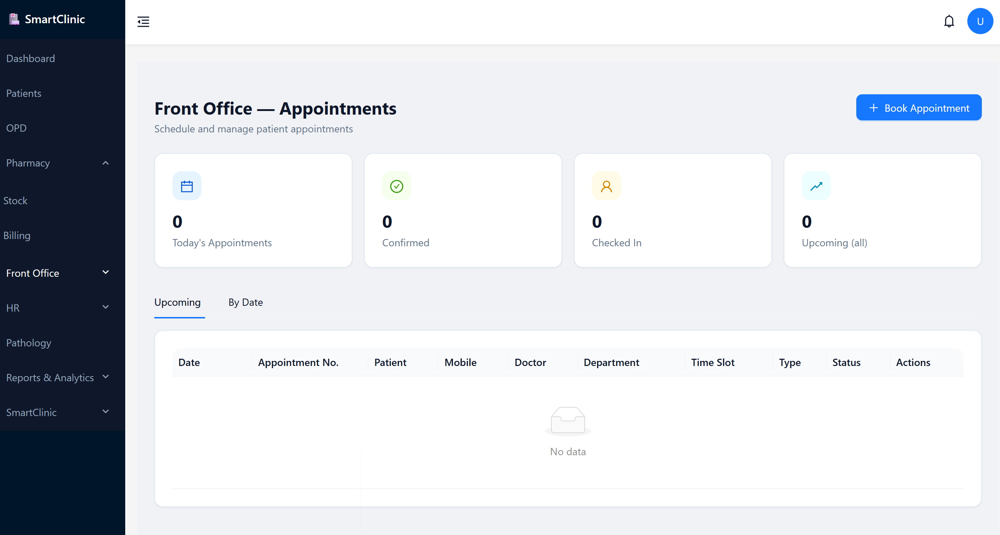 SmartClinic
Dashboard
Patients
OPD
Pharmacy
Stock
Billing
Front Office
HR
Pathology
Reports & Analytics
SmartClinic
U
Front Office — Appointments
Schedule and manage patient appointments
Book Appointment
0
Today's Appointments
0
Confirmed
0
Checked In
0
Upcoming (all)
Upcoming By Date
Date Appointment No. Patient Mobile Doctor Department Time Slot Type Status Actions
No data